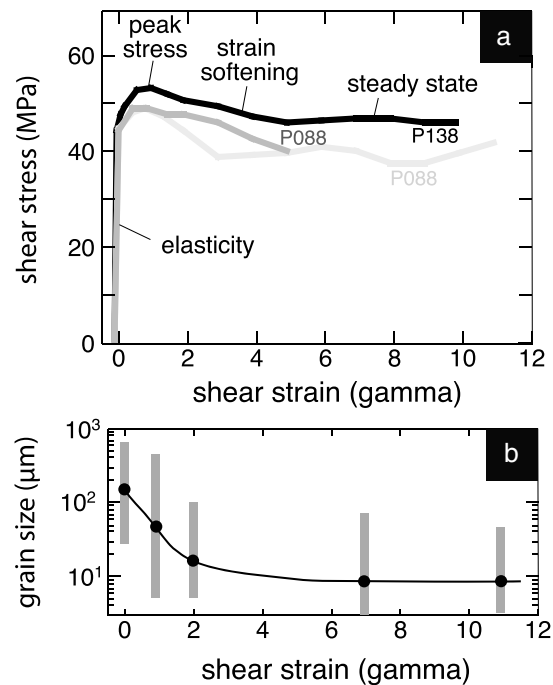 a
peak
stress
strain
softening
steady state
60
40
20
0
P088
P138
P088
elasticity
shear stress (MPa)
0 2 4 6 8 10 12
shear strain (gamma)
b
10³
10²
10¹
grain size (μm)
0 2 4 6 8 10 12
shear strain (gamma)